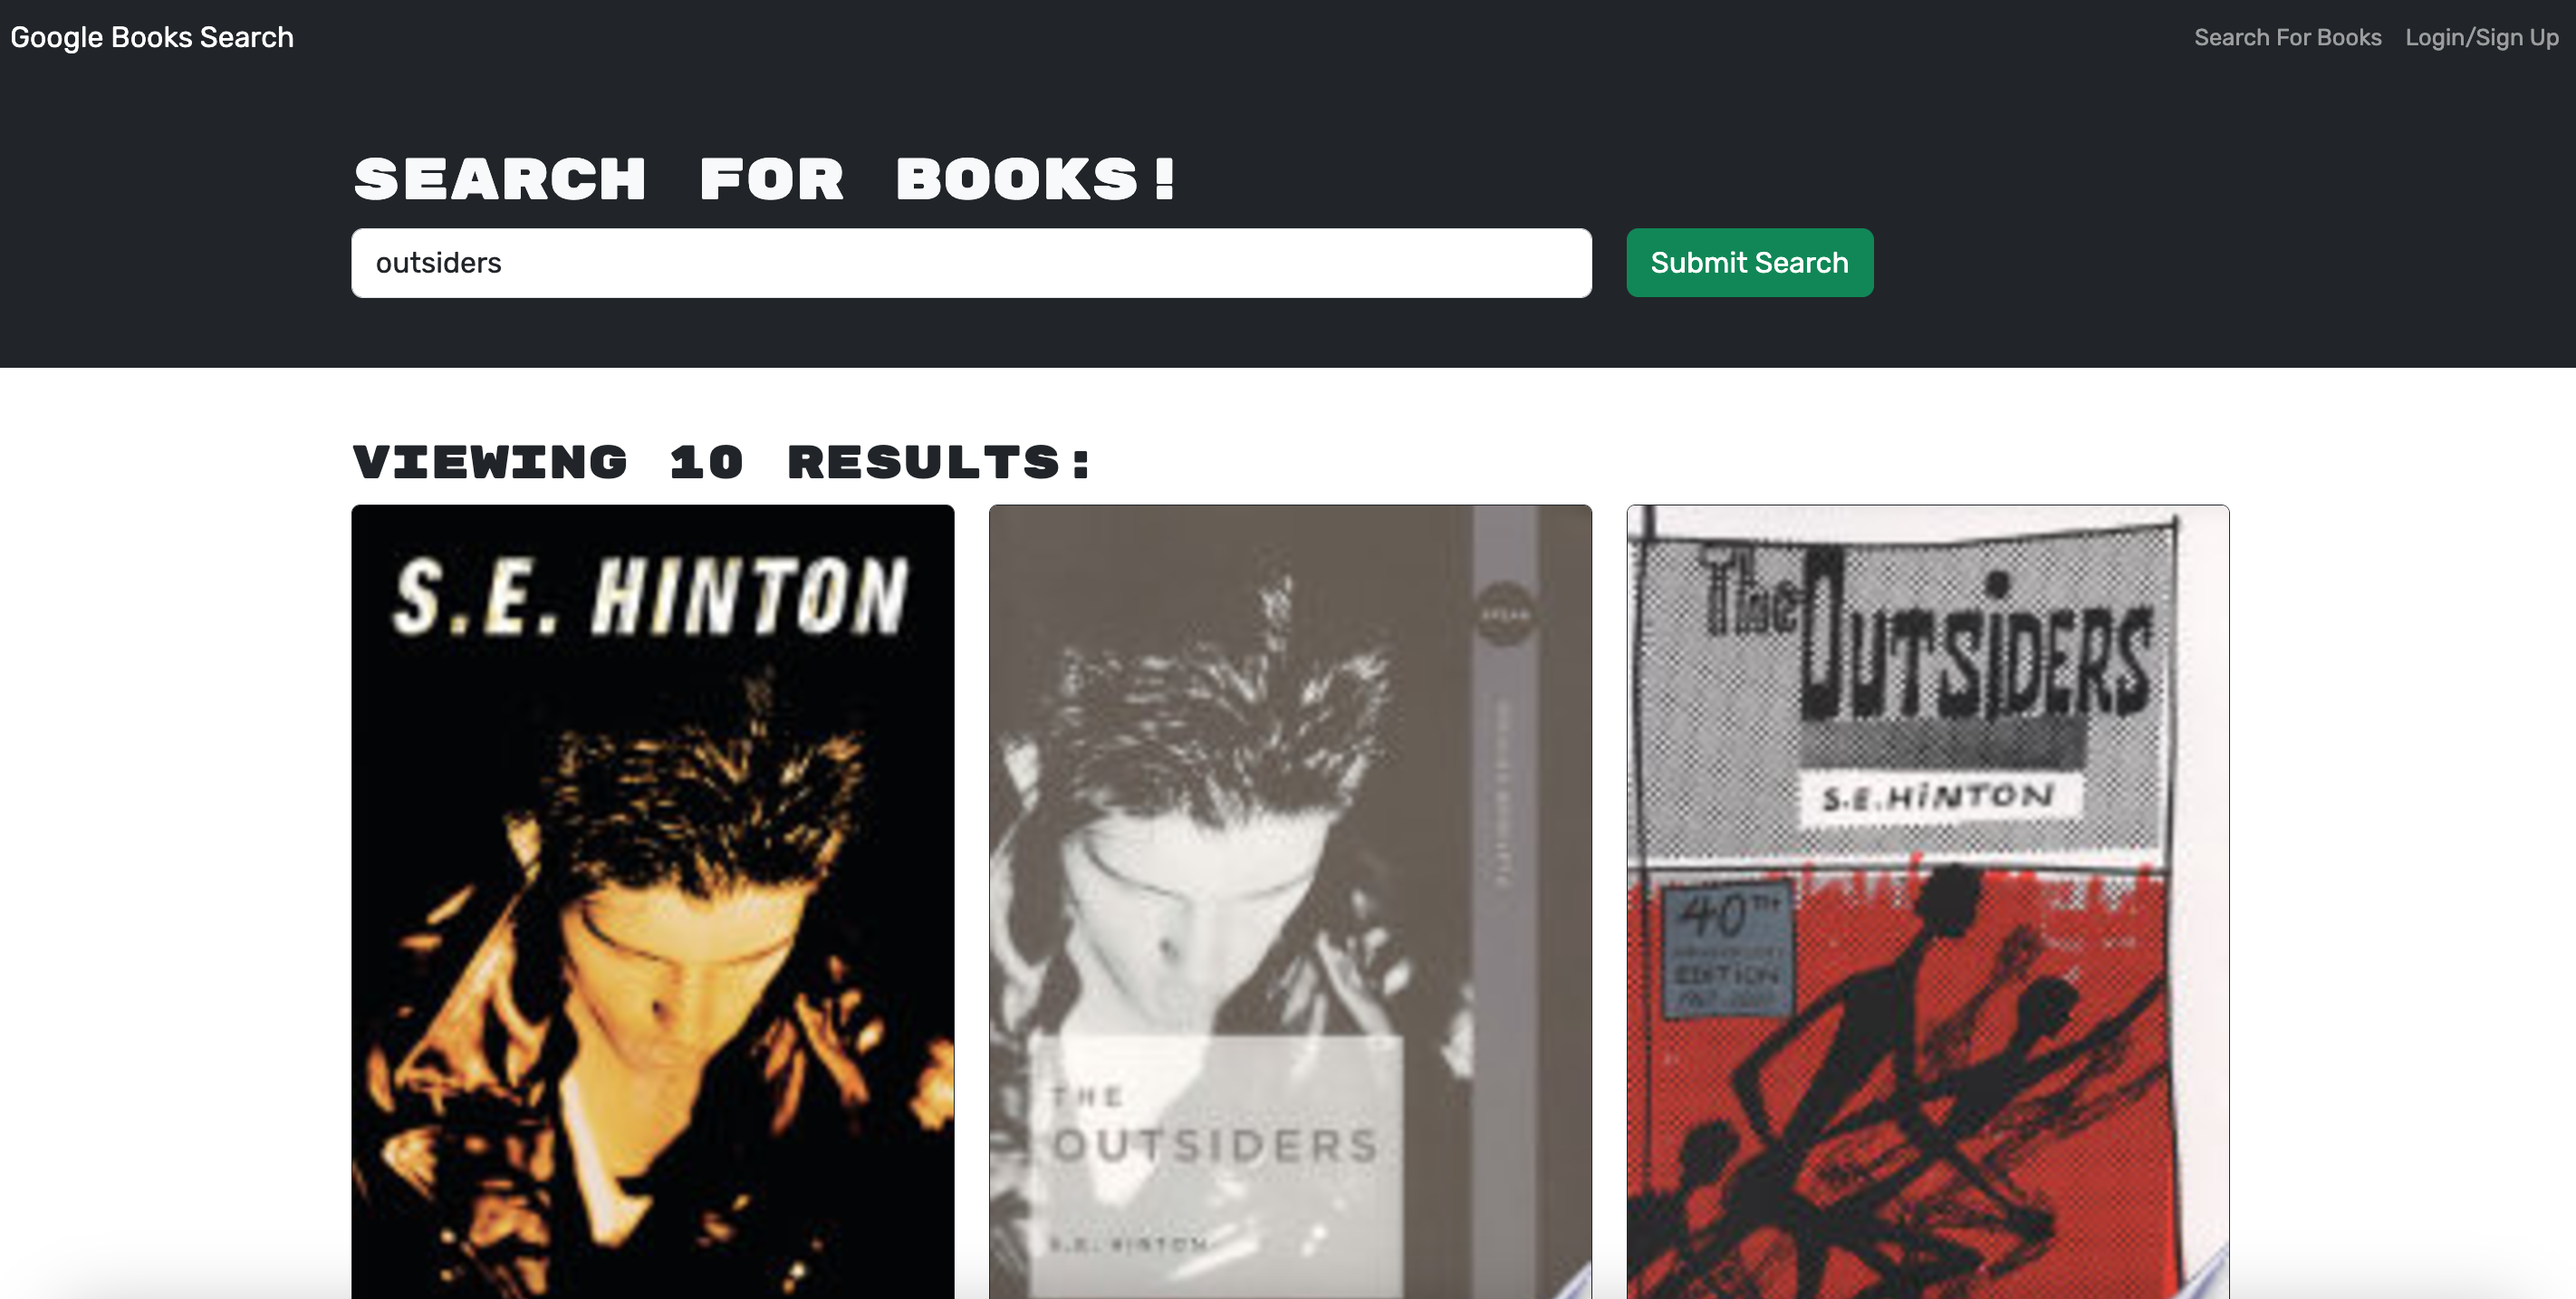 Google Books Search
Search For Books
Login/Sign Up
SEARCH FOR BOOKS!
outsiders
Submit Search
VIEWING 10 RESULTS:
S.E. HINTON
THE
OUTSIDERS
S.E. HINTON
The OUTSiDERS
S.E.HiNTON
40TH
EDITION